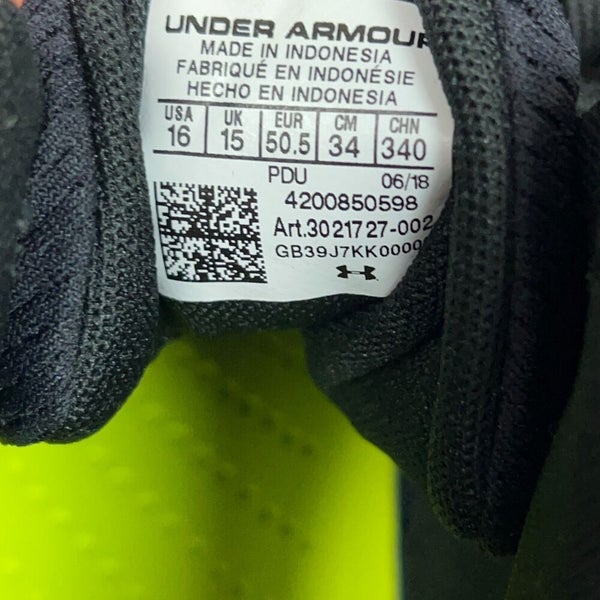 UNDER ARMOUR
MADE IN INDONESIA
FABRIQUÉ EN INDONÉSIE
HECHO EN INDONESIA
USA UK EUR CM CHN
16 15 50.5 34 340
PDU 06/18
4200850598
Art.3021727-002